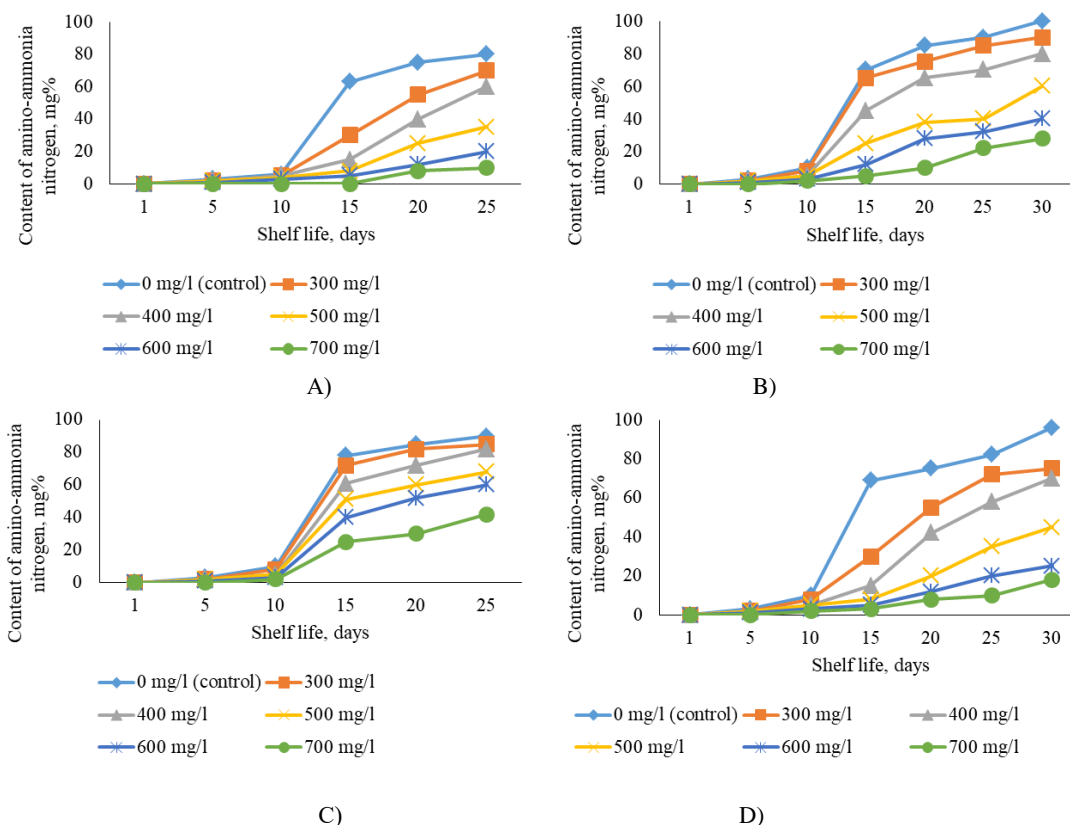 Content of amino-ammonia
nitrogen, mg%
100
80
60
40
20
0
1 5 10 15 20 25
Shelf life, days
0 mg/l (control) 300 mg/l
400 mg/l 500 mg/l
600 mg/l 700 mg/l
A)
Content of amino-ammonia
nitrogen, mg%
100
80
60
40
20
0
1 5 10 15 20 25 30
Shelf life, days
0 mg/l (control) 300 mg/l
400 mg/l 500 mg/l
600 mg/l 700 mg/l
B)
Content of amino-ammonia
nitrogen, mg%
100
80
60
40
20
0
1 5 10 15 20 25
Shelf life, days
0 mg/l (control) 300 mg/l
400 mg/l 500 mg/l
600 mg/l 700 mg/l
C)
Content of amino-ammonia
nitrogen, mg%
100
80
60
40
20
0
1 5 10 15 20 25 30
Shelf life, days
0 mg/l (control) 300 mg/l 400 mg/l
500 mg/l 600 mg/l 700 mg/l
D)